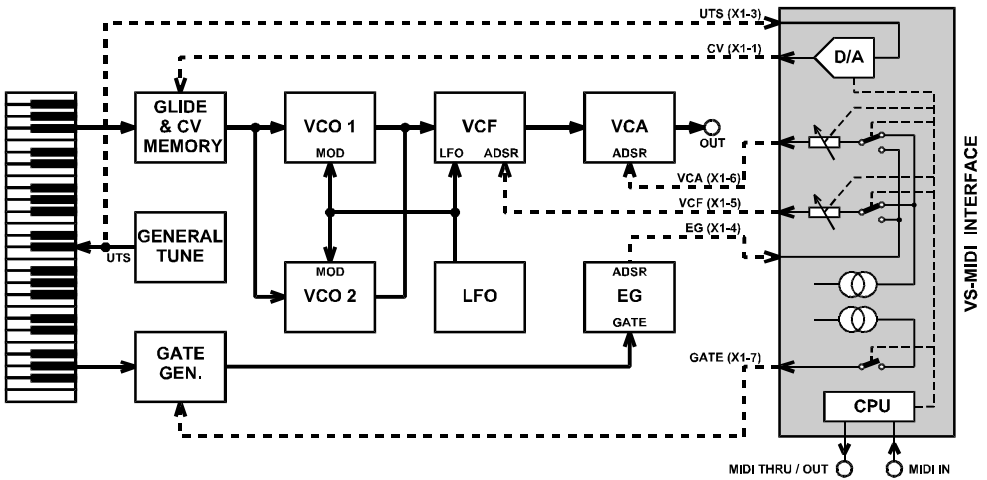 UTS (X1-3)
CV (X1-1)
D/A
GLIDE
& CV
MEMORY
VCO 1
MOD
VCF
LFO ADSR
VCA
ADSR
OUT
VCA (X1-6)
VCF (X1-5)
EG (X1-4)
VS-MIDI INTERFACE
UTS
GENERAL
TUNE
MOD
VCO 2
LFO
ADSR
EG
GATE
GATE
GEN.
GATE (X1-7)
CPU
MIDI THRU / OUT
MIDI IN